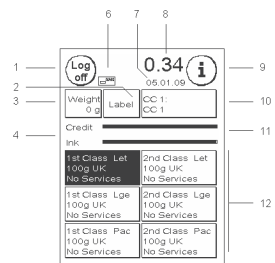 6
7
8
1
Log
off
0.34
i
9
2
05.01.09
3
Weight
0 g
Label
CC 1:
CC 1
10
4
Credit
11
Ink
1st Class Let
100g UK
No Services
2nd Class Let
100g UK
No Services
1st Class Lge
100g UK
No Services
2nd Class Lge
100g UK
No Services
12
1st Class Pac
100g UK
No Services
2nd Class Pac
100g UK
No Services